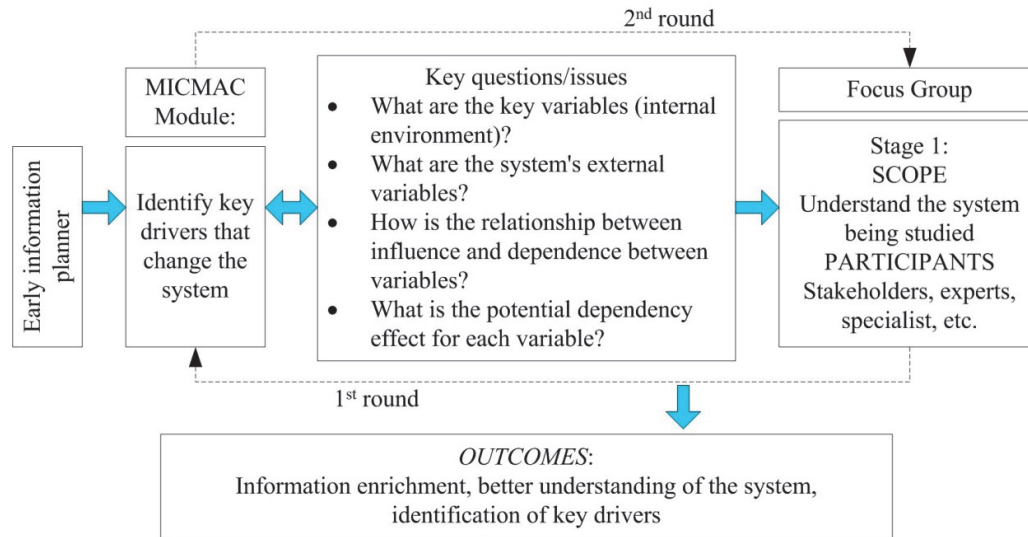 2nd round
MICMAC
Module:
Early information
planner
Identify key
drivers that
change the
system
Key questions/issues
• What are the key variables (internal
environment)?
• What are the system's external
variables?
• How is the relationship between
influence and dependence between
variables?
• What is the potential dependency
effect for each variable?
Focus Group
Stage 1:
SCOPE
Understand the system
being studied
PARTICIPANTS
Stakeholders, experts,
specialist, etc.
1st round
OUTCOMES:
Information enrichment, better understanding of the system,
identification of key drivers